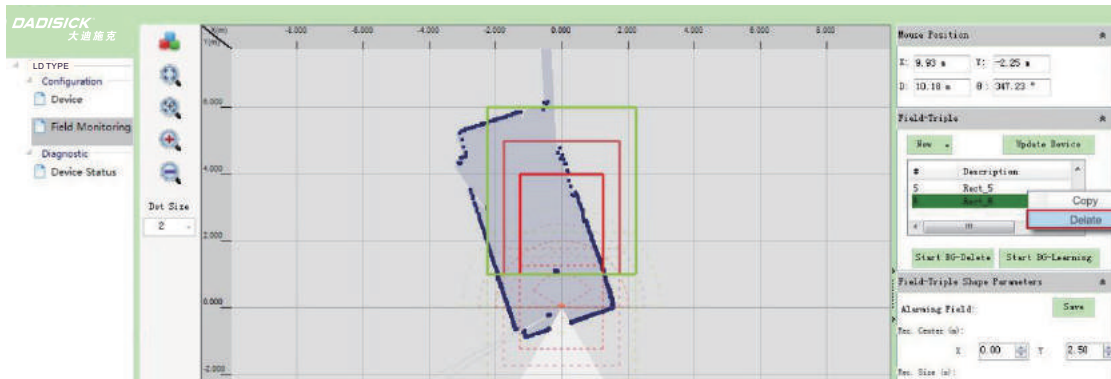 DADISICK
大迪施克
LD TYPE
Configuration
Device
Field Monitoring
Diagnostic
Device Status
Dot Size
2
X(m)
Y(m)
-8.000
-6.000
-4.000
-2.000
0.000
2.000
4.000
6.000
8.000
6.000
4.000
2.000
0.000
-2.000
Mouse Position
X: 9.93 m Y: -2.25 m
D: 10.18 m θ: 347.23 °
Field-Triple
New Update Device
# Description
5 Rect_5
6 Rect_6
Copy
Delate
Start BG-Delete Start BG-Learning
Field-Triple Shape Parameters
Alarming Field: Save
Rec. Center (m):
X 0.00 Y 2.50
Rec. Size (m):